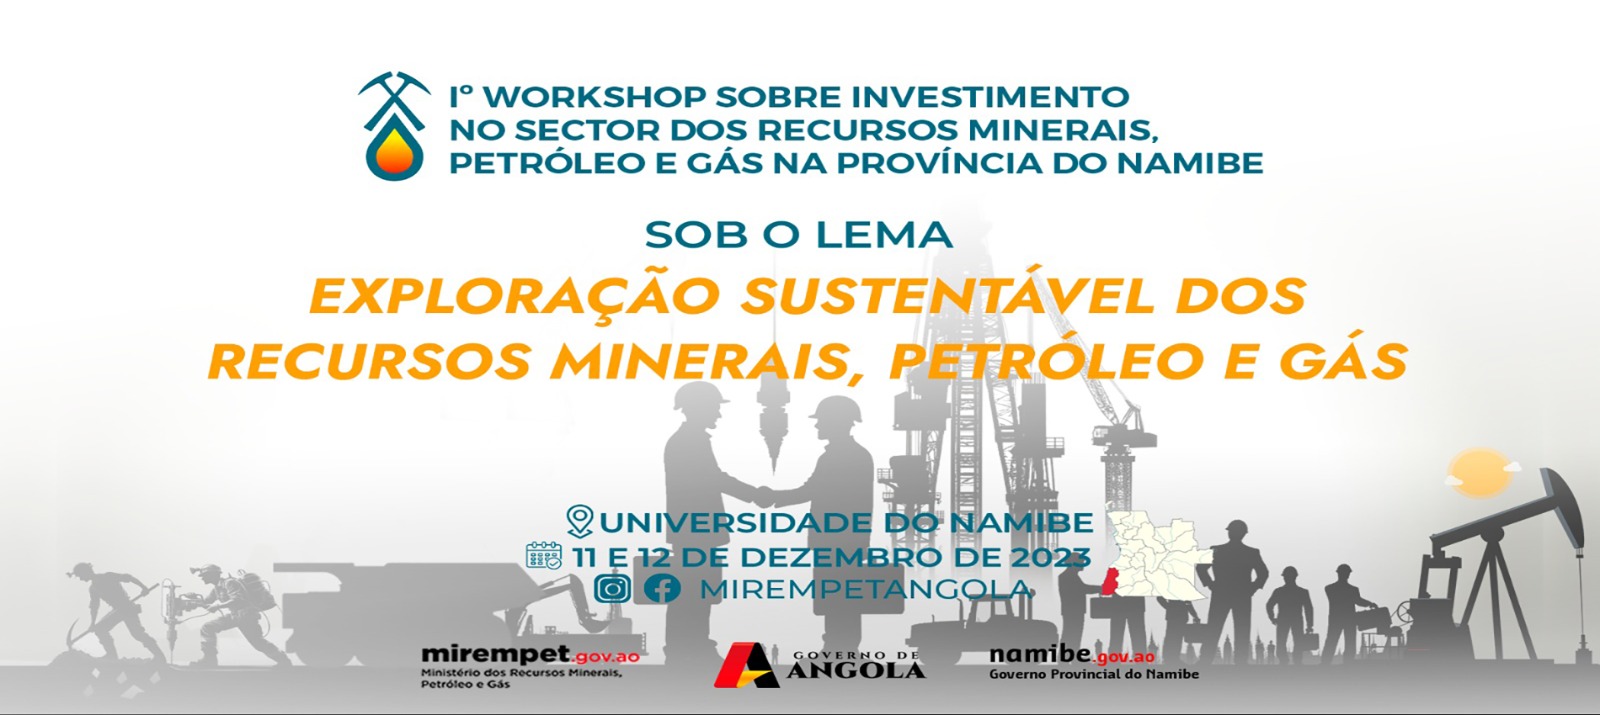 Iº WORKSHOP SOBRE INVESTIMENTO
NO SECTOR DOS RECURSOS MINERAIS,
PETRÓLEO E GÁS NA PROVÍNCIA DO NAMIBE
SOB O LEMA
EXPLORAÇÃO SUSTENTÁVEL DOS
RECURSOS MINERAIS, PETRÓLEO E GÁS
UNIVERSIDADE DO NAMIBE
11 E 12 DE DEZEMBRO DE 2023
MIREMPETANGOLA
mirempet.gov.ao
Ministério dos Recursos Minerais,
Petróleo e Gás
GOVERNO DE
ANGOLA
namibe.gov.ao
Governo Provincial do Namibe